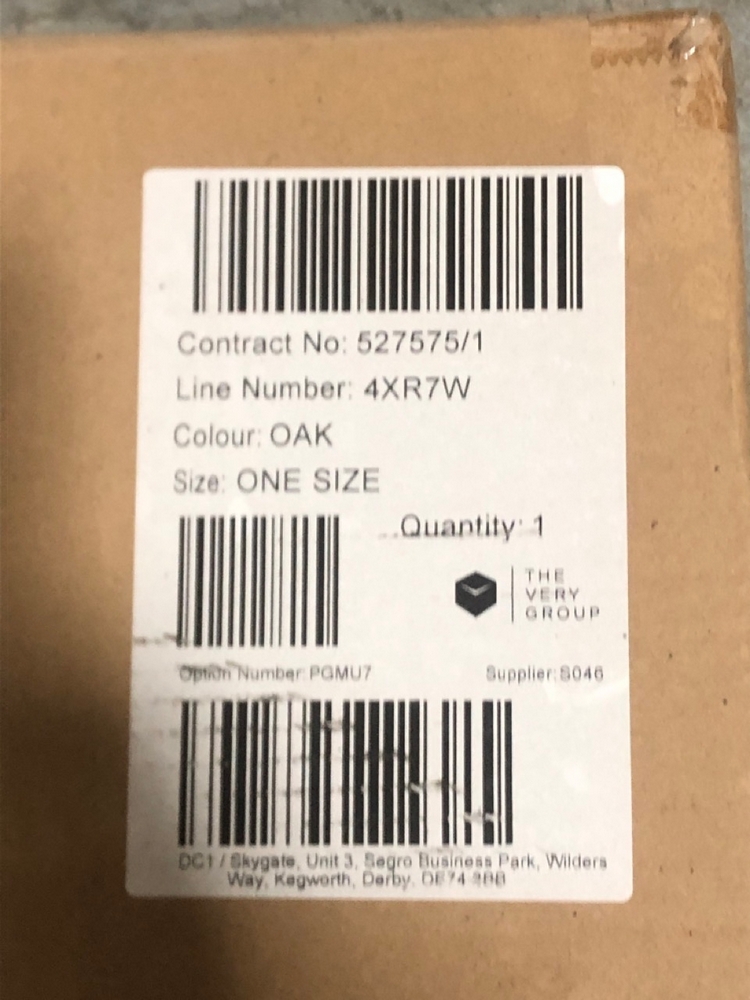 Contract No: 527575/1
Line Number: 4XR7W
Colour: OAK
Size: ONE SIZE
Quantity: 1
THE
VERY
GROUP
Option Number: PGMU7
Supplier: S046
DC1 / Skygate, Unit 3, Segro Business Park, Wilders
Way, Kegworth, Derby. DE74